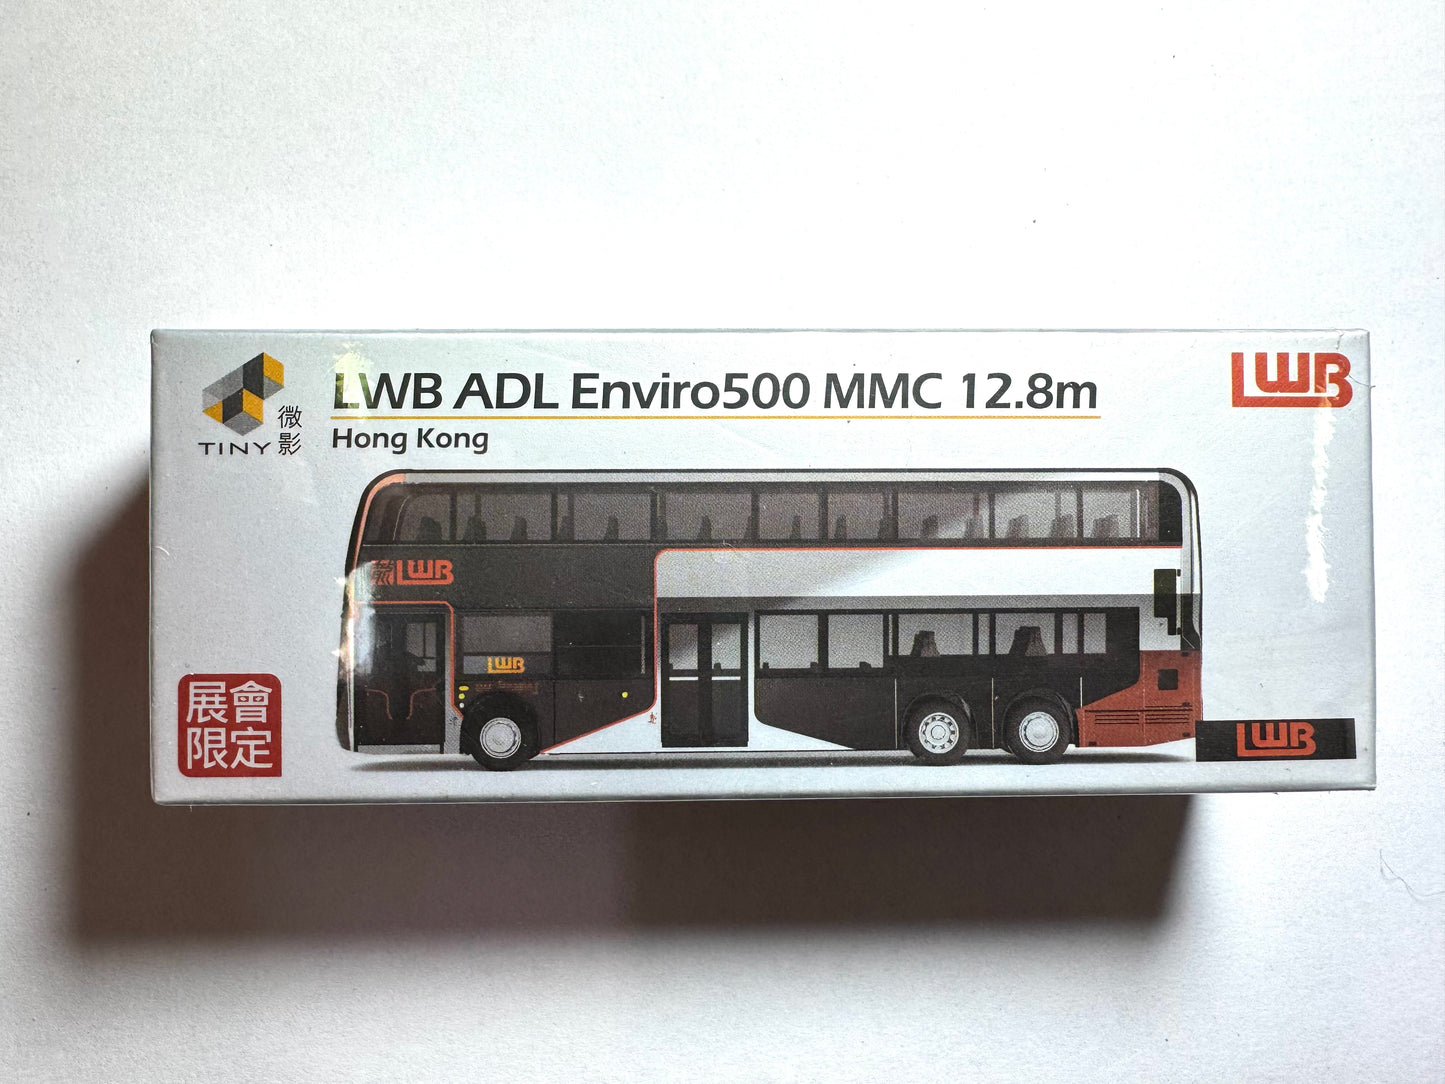 TINY 微影
LWB ADL Enviro500 MMC 12.8m
Hong Kong
LWB
LWB
LWB
展會
限定
LWB